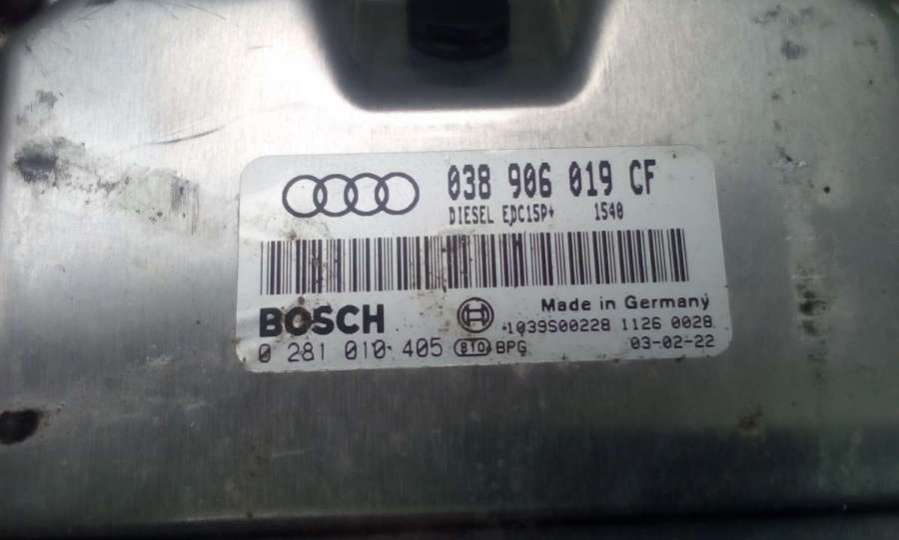 038 906 019 CF
DIESEL EDC15P+ 1540
BOSCH
Made in Germany
1039S00228 1126 0028
0 281 010 405 BPG
03-02-22